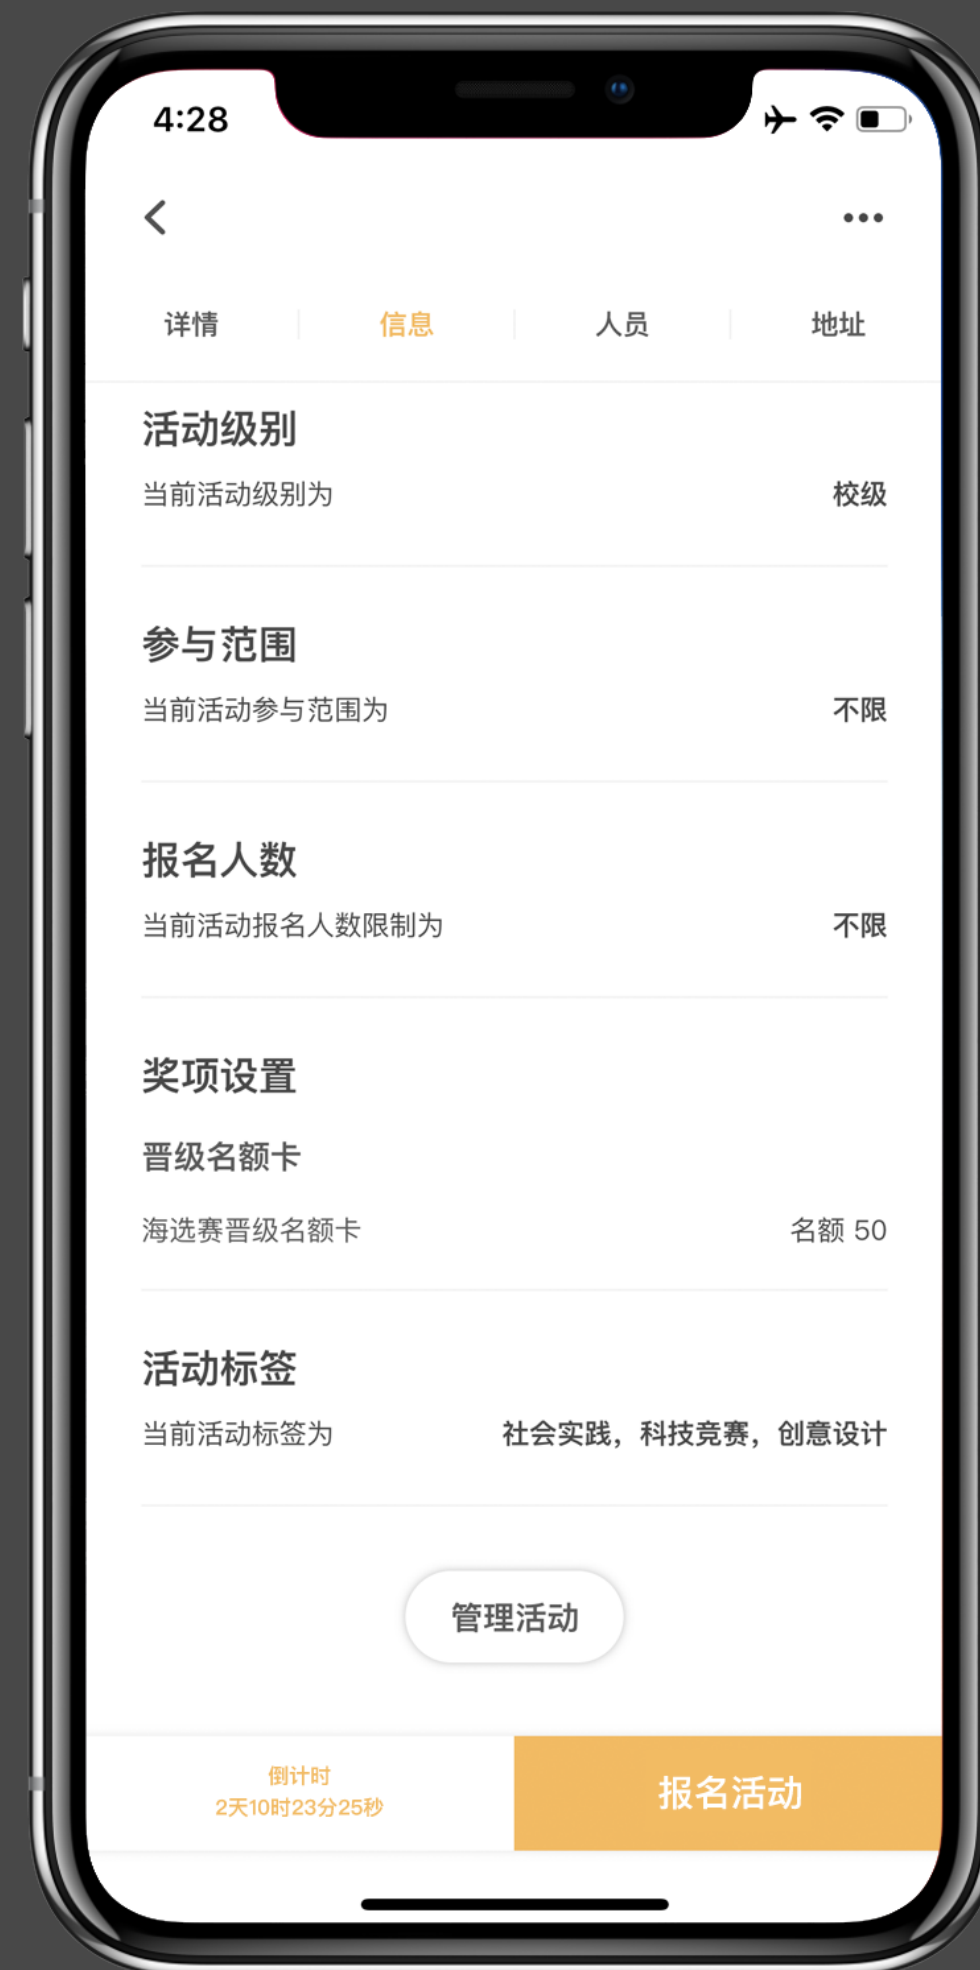 4:28
详情
信息
人员
地址
活动级别
当前活动级别为
校级
参与范围
当前活动参与范围为
不限
报名人数
当前活动报名人数限制为
不限
奖项设置
晋级名额卡
海选赛晋级名额卡
名额 50
活动标签
当前活动标签为
社会实践，科技竞赛，创意设计
管理活动
倒计时
2天10时23分25秒
报名活动